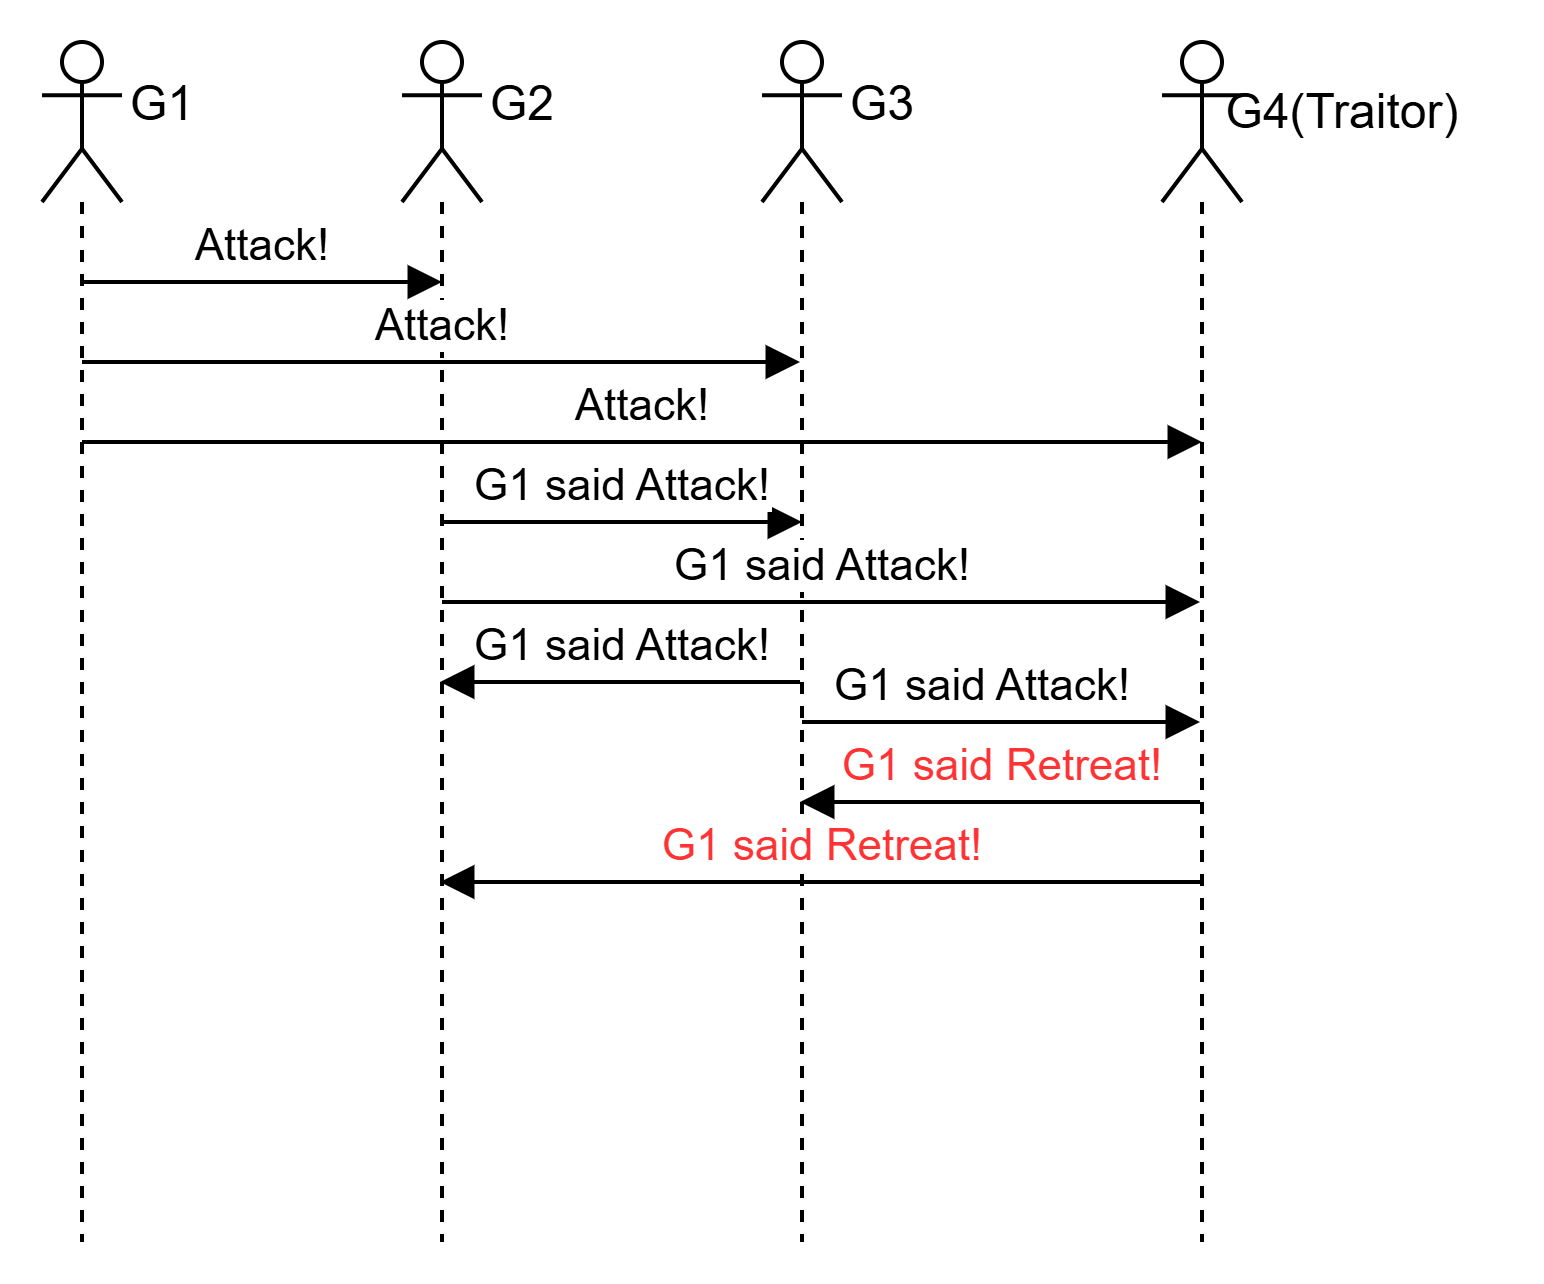 G1
G2
G3
G4(Traitor)
Attack!
Attack!
Attack!
G1 said Attack!
G1 said Attack!
G1 said Attack!
G1 said Attack!
G1 said Retreat!
G1 said Retreat!